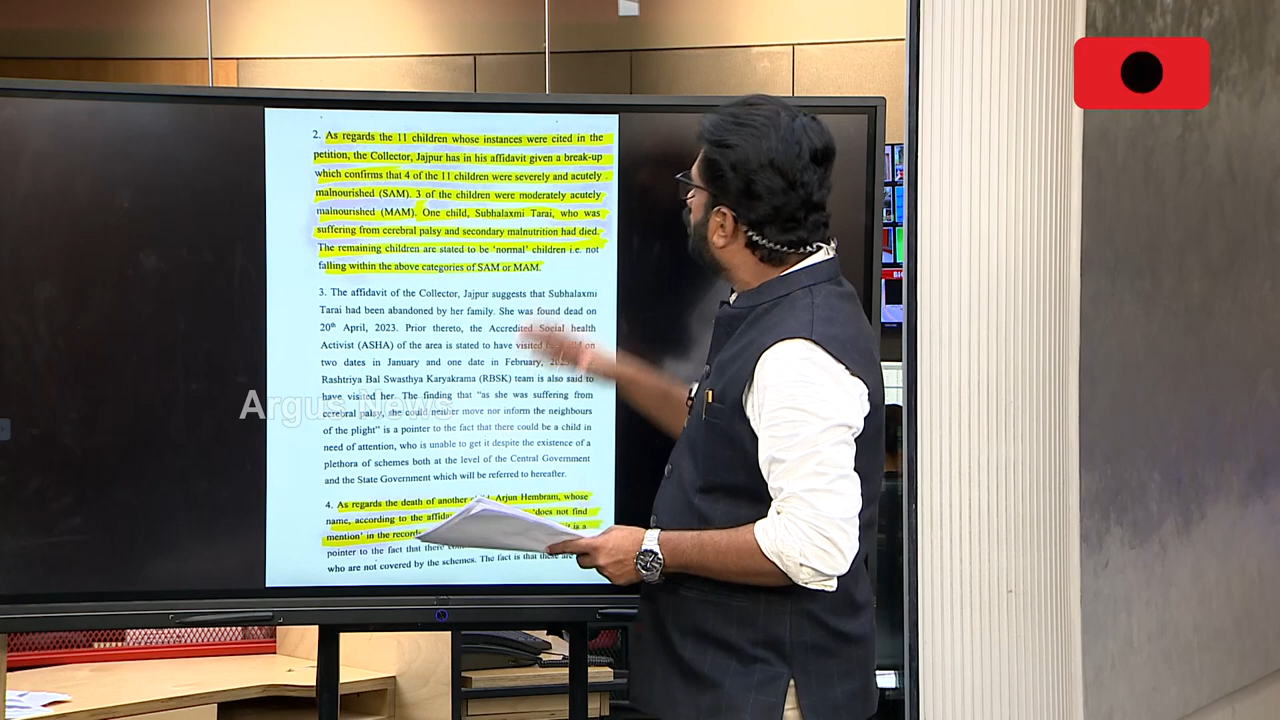 2. As regards the 11 children whose instances were cited in the
petition, the Collector, Jajpur has in his affidavit given a break-up
which confirms that 4 of the 11 children were severely and acutely
malnourished (SAM). 3 of the children were moderately acutely
malnourished (MAM). One child, Subhalaxmi Tarai, who was
suffering from cerebral palsy and secondary malnutrition had died.
The remaining children are stated to be 'normal' children i.e. not
falling within the above categories of SAM or MAM.
3. The affidavit of the Collector, Jajpur suggests that Subhalaxmi
Tarai had been abandoned by her family. She was found dead on
20th April, 2023. Prior thereto, the Accredited Social health
Activist (ASHA) of the area is stated to have visited on
two dates in January and one date in February,
Rashtriya Bal Swasthya Karyakrama (RBSK) team is also said to
have visited her. The finding that "as she was suffering from
cerebral palsy, she could neither move nor inform the neighbours
of the plight" is a pointer to the fact that there could be a child in
need of attention, who is unable to get it despite the existence of a
plethora of schemes both at the level of the Central Government
and the State Government which will be referred to hereafter.
4. As regards the death of another Arjun Hembram, whose
name, according to the 'does not find
mention' in the it is a
pointer to the fact that there
who are not covered by the schemes. The fact is that
Argus News